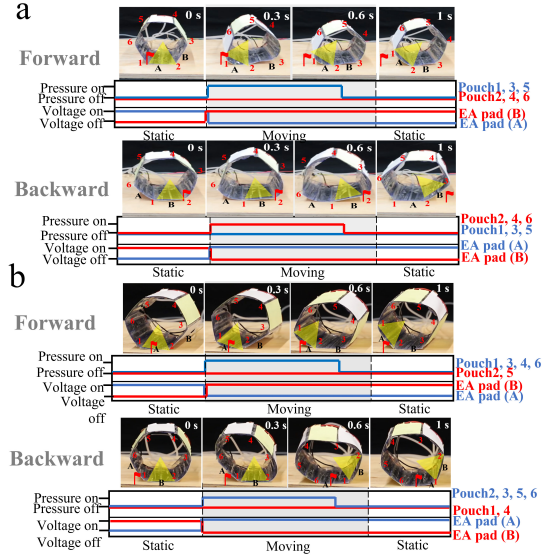 a
0 s 0.3 s 0.6 s 1 s
Forward
Pressure on
Pressure off
Pouch1, 3, 5
Pouch2, 4, 6
Voltage on
Voltage off
EA pad (B)
EA pad (A)
Static Moving Static
0 s 0.3 s 0.6 s 1 s
Backward
Pressure on
Pressure off
Pouch2, 4, 6
Pouch1, 3, 5
Voltage on
Voltage off
EA pad (A)
EA pad (B)
Static Moving Static
b
0 s 0.3 s 0.6 s 1 s
Forward
Pressure on
Pressure off
Pouch1, 3, 4, 6
Pouch2, 5
Voltage on
Voltage
off
EA pad (B)
EA pad (A)
Static Moving Static
0 s 0.3 s 0.6 s 1 s
Backward
Pressure on
Pressure off
Pouch2, 3, 5, 6
Pouch1, 4
Voltage on
Voltage off
EA pad (A)
EA pad (B)
Static Moving Static